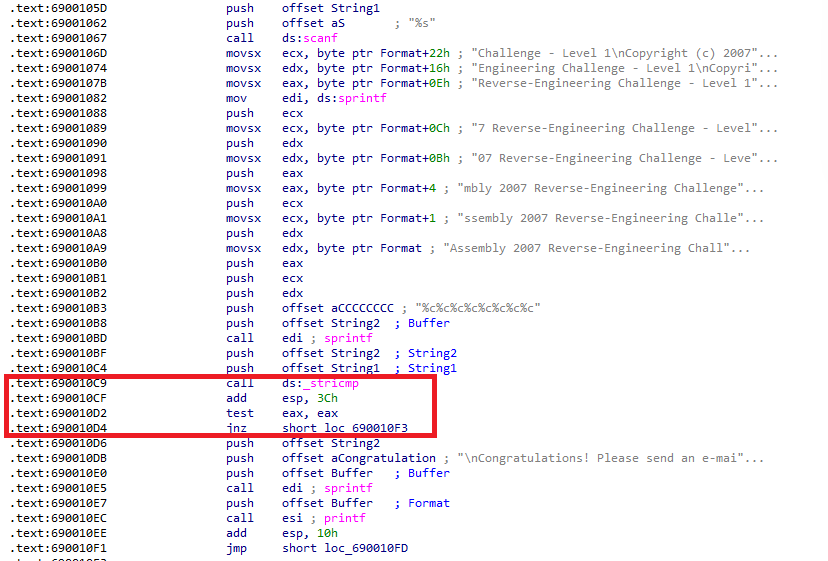 .text:6900105D push offset String1
.text:69001062 push offset aS ; "%s"
.text:69001067 call ds:scanf
.text:6900106D movsx ecx, byte ptr Format+22h ; "Challenge - Level 1\nCopyright (c) 2007"...
.text:69001074 movsx edx, byte ptr Format+16h ; "Engineering Challenge - Level 1\nCopyri"...
.text:6900107B movsx eax, byte ptr Format+0Eh ; "Reverse-Engineering Challenge - Level 1"...
.text:69001082 mov edi, ds:sprintf
.text:69001088 push ecx
.text:69001089 movsx ecx, byte ptr Format+0Ch ; "7 Reverse-Engineering Challenge - Level"...
.text:69001090 push edx
.text:69001091 movsx edx, byte ptr Format+0Bh ; "07 Reverse-Engineering Challenge - Leve"...
.text:69001098 push eax
.text:69001099 movsx eax, byte ptr Format+4 ; "mbly 2007 Reverse-Engineering Challenge"...
.text:690010A0 push ecx
.text:690010A1 movsx ecx, byte ptr Format+1 ; "ssembly 2007 Reverse-Engineering Challe"...
.text:690010A8 push edx
.text:690010A9 movsx edx, byte ptr Format ; "Assembly 2007 Reverse-Engineering Chall"...
.text:690010B0 push eax
.text:690010B1 push ecx
.text:690010B2 push edx
.text:690010B3 push offset aCCCCCCCC ; "%c%c%c%c%c%c%c%c"
.text:690010B8 push offset String2 ; Buffer
.text:690010BD call edi ; sprintf
.text:690010BF push offset String2 ; String2
.text:690010C4 push offset String1 ; String1
.text:690010C9 call ds:_stricmp
.text:690010CF add esp, 3Ch
.text:690010D2 test eax, eax
.text:690010D4 jnz short loc_690010F3
.text:690010D6 push offset String2
.text:690010DB push offset aCongratulation ; "\nCongratulations! Please send an e-mai"...
.text:690010E0 push offset Buffer ; Buffer
.text:690010E5 call edi ; sprintf
.text:690010E7 push offset Buffer ; Format
.text:690010EC call esi ; printf
.text:690010EE add esp, 10h
.text:690010F1 jmp short loc_690010FD